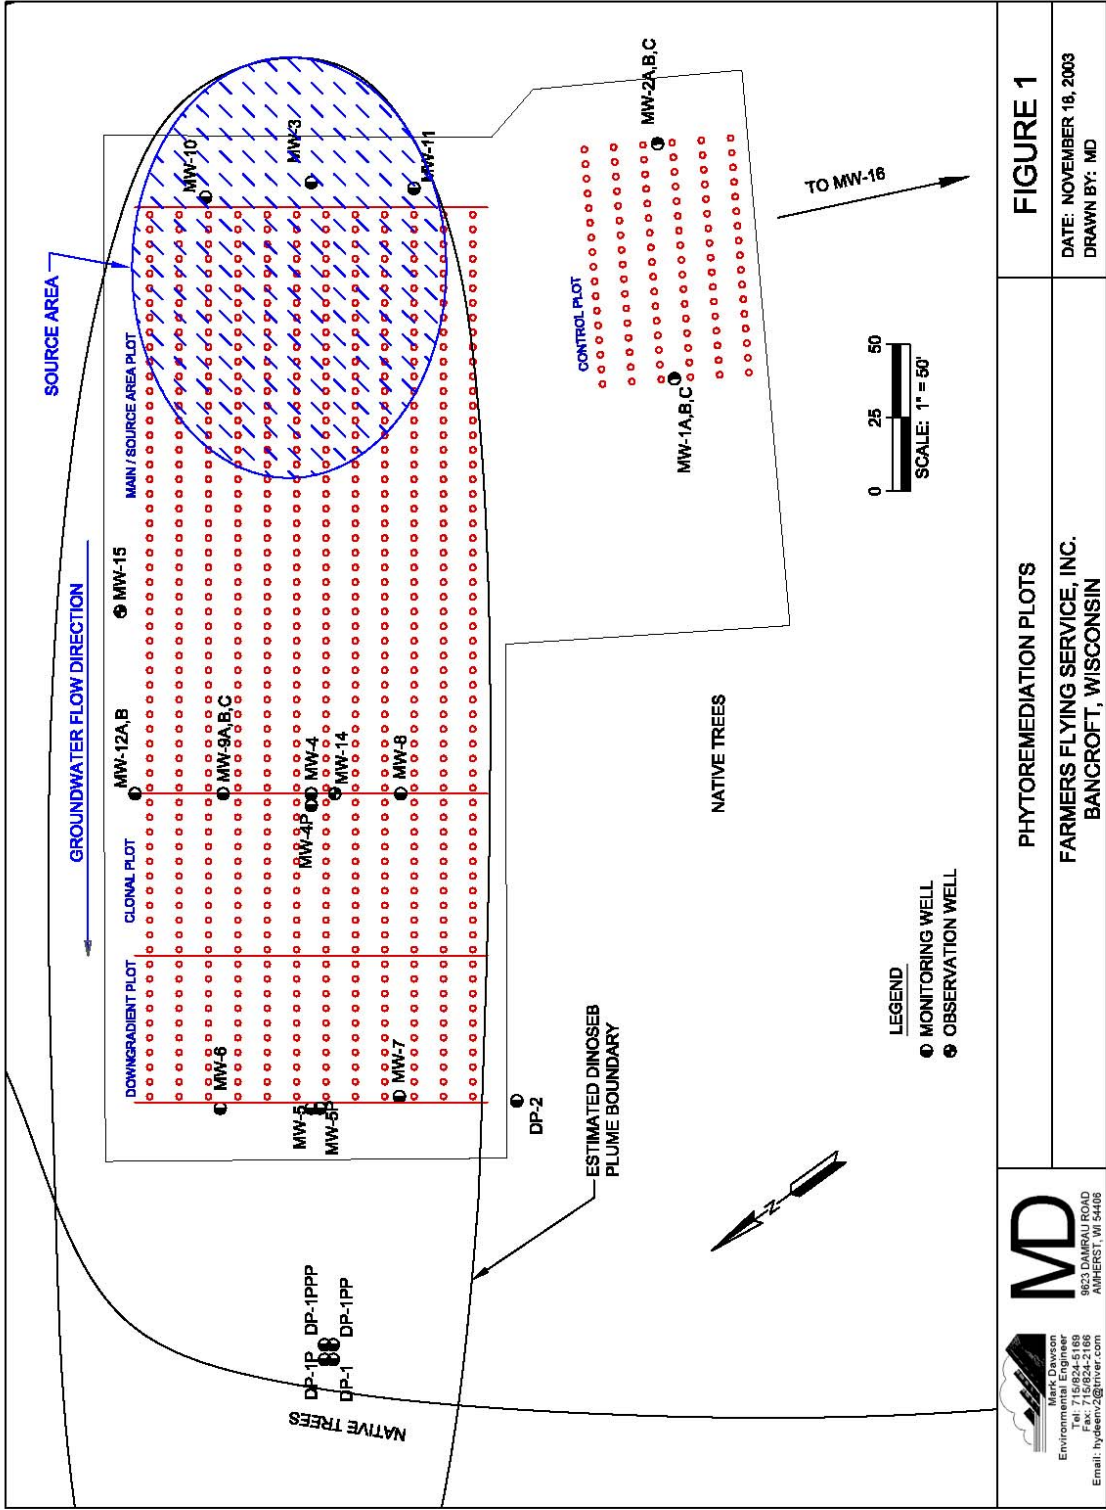 SOURCE AREA
GROUNDWATER FLOW DIRECTION
DOWNGRADIENT PLOT
CLONAL PLOT
MAIN / SOURCE AREA PLOT
MW-12A,B
MW-15
MW-10
MW-3
MW-11
MW-6
MW-9A,B,C
MW-4P
MW-4
MW-14
MW-5
MW-5P
MW-7
MW-8
DP-1P
DP-1PPP
DP-1
DP-1PP
NATIVE TREES
DP-2
CONTROL PLOT
MW-2A,B,C
MW-1A,B,C
TO MW-16
ESTIMATED DINOSEB
PLUME BOUNDARY
NATIVE TREES
N
0 25 50
SCALE: 1" = 50'
LEGEND
MONITORING WELL
OBSERVATION WELL
Mark Dawson
Environmental Engineer
Tel: 715/824-5169
Fax: 715/824-2166
Email: hydeenv2@triver.com
MD
9623 DAMRAU ROAD
AMHERST, WI 54406
PHYTOREMEDIATION PLOTS
FARMERS FLYING SERVICE, INC.
BANCROFT, WISCONSIN
FIGURE 1
DATE: NOVEMBER 18, 2003
DRAWN BY: MD